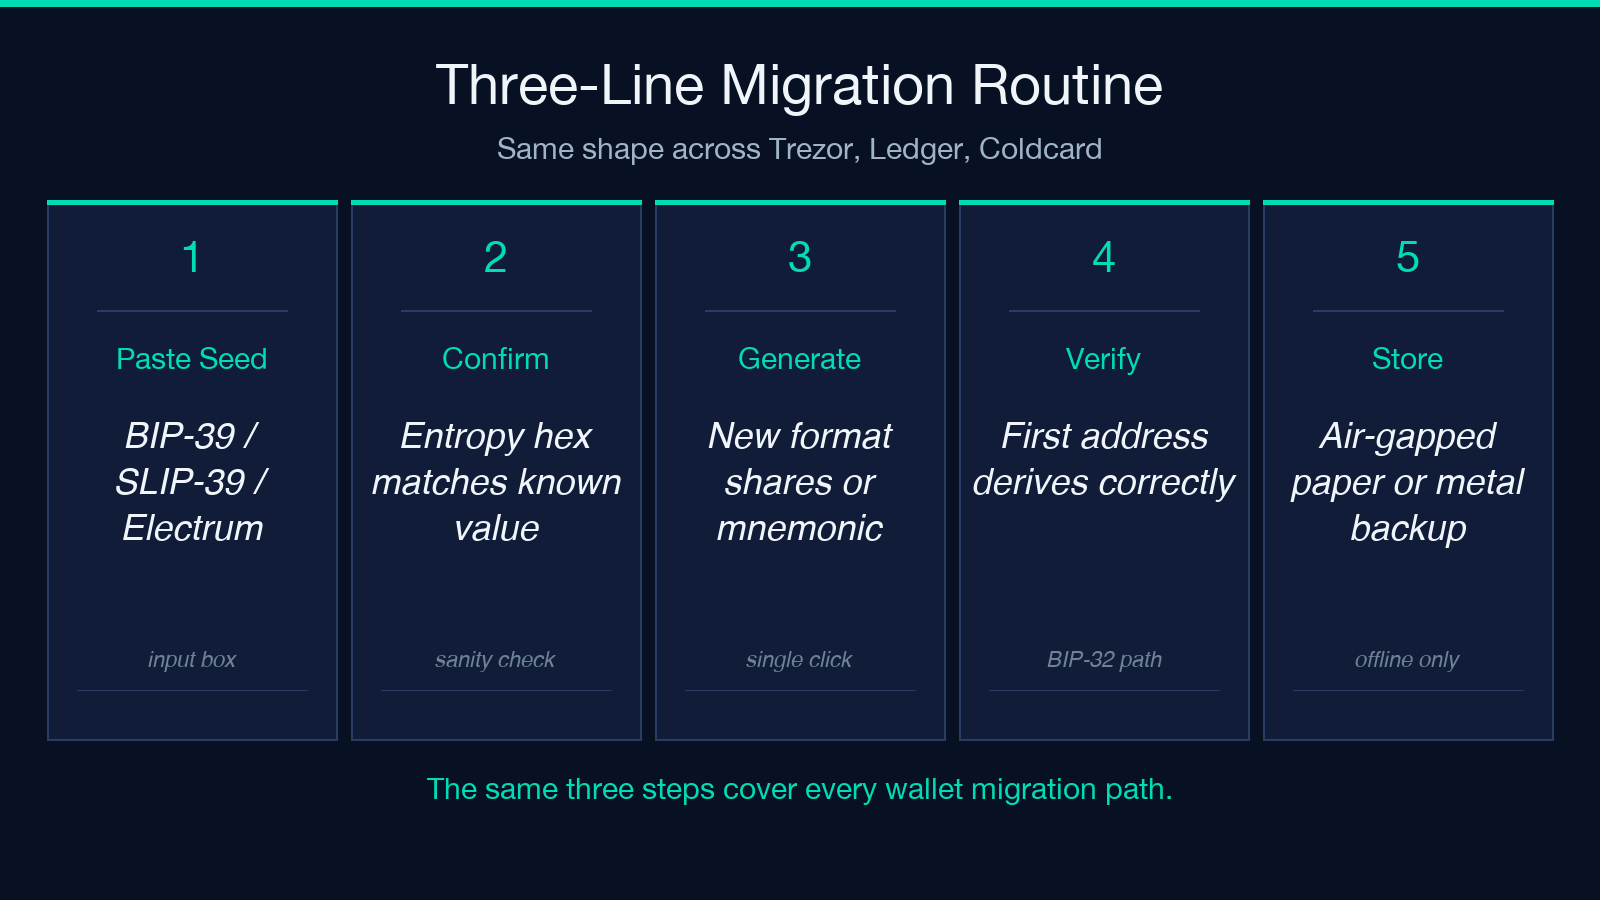 Three-Line Migration Routine
Same shape across Trezor, Ledger, Coldcard
1
Paste Seed
BIP-39 /
SLIP-39 /
Electrum
input box
2
Confirm
Entropy hex
matches known
value
sanity check
3
Generate
New format
shares or
mnemonic
single click
4
Verify
First address
derives correctly
BIP-32 path
5
Store
Air-gapped
paper or metal
backup
offline only
The same three steps cover every wallet migration path.